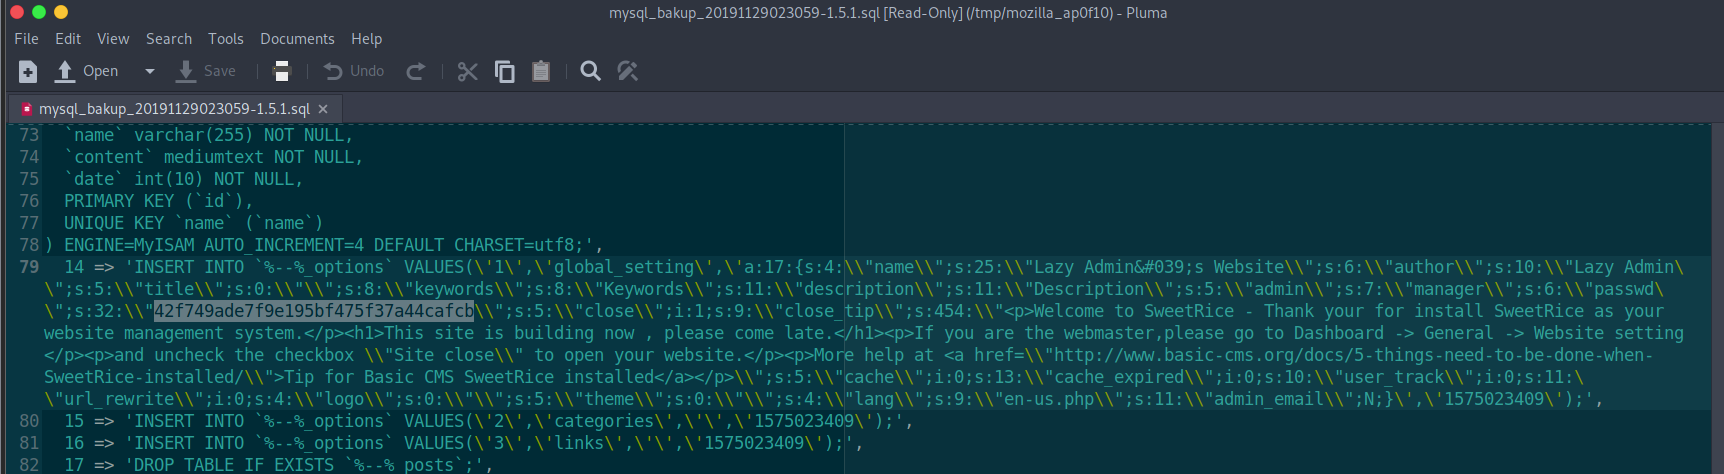 mysql_bakup_20191129023059-1.5.1.sql [Read-Only] (/tmp/mozilla_ap0f10) - Pluma
File Edit View Search Tools Documents Help
Open Save Undo
mysql_bakup_20191129023059-1.5.1.sql ×
73 `name` varchar(255) NOT NULL,
74 `content` mediumtext NOT NULL,
75 `date` int(10) NOT NULL,
76 PRIMARY KEY (`id`),
77 UNIQUE KEY `name` (`name`)
78 ) ENGINE=MyISAM AUTO_INCREMENT=4 DEFAULT CHARSET=utf8;',
79 14 => 'INSERT INTO `%--%_options` VALUES(\'1\',\'global_setting\',\'a:17:{s:4:\\"name\\";s:25:\\"Lazy Admin&#039;s Website\\";s:6:\\"author\\";s:10:\\"Lazy Admin\
\";s:5:\\"title\\";s:0:\\"\\";s:8:\\"keywords\\";s:8:\\"Keywords\\";s:11:\\"description\\";s:11:\\"Description\\";s:5:\\"admin\\";s:7:\\"manager\\";s:6:\\"passwd\
\";s:32:\\"42f749ade7f9e195bf475f37a44cafcb\\";s:5:\\"close\\";i:1;s:9:\\"close_tip\\";s:454:\\"<p>Welcome to SweetRice - Thank your for install SweetRice as your
website management system.</p><h1>This site is building now , please come late.</h1><p>If you are the webmaster,please go to Dashboard -> General -> Website setting
</p><p>and uncheck the checkbox \\"Site close\\" to open your website.</p><p>More help at <a href=\\"http://www.basic-cms.org/docs/5-things-need-to-be-done-when-
SweetRice-installed/\\">Tip for Basic CMS SweetRice installed</a></p>\\";s:5:\\"cache\\";i:0;s:13:\\"cache_expired\\";i:0;s:10:\\"user_track\\";i:0;s:11:\
\"url_rewrite\\";i:0;s:4:\\"logo\\";s:0:\\"\\";s:5:\\"theme\\";s:0:\\"\\";s:4:\\"lang\\";s:9:\\"en-us.php\\";s:11:\\"admin_email\\";N;}\',\'1575023409\');',
80 15 => 'INSERT INTO `%--%_options` VALUES(\'2\',\'categories\',\'\',\'1575023409\');',
81 16 => 'INSERT INTO `%--%_options` VALUES(\'3\',\'links\',\'\',\'1575023409\');',
82 17 => 'DROP TABLE IF EXISTS `%--%_posts`;',